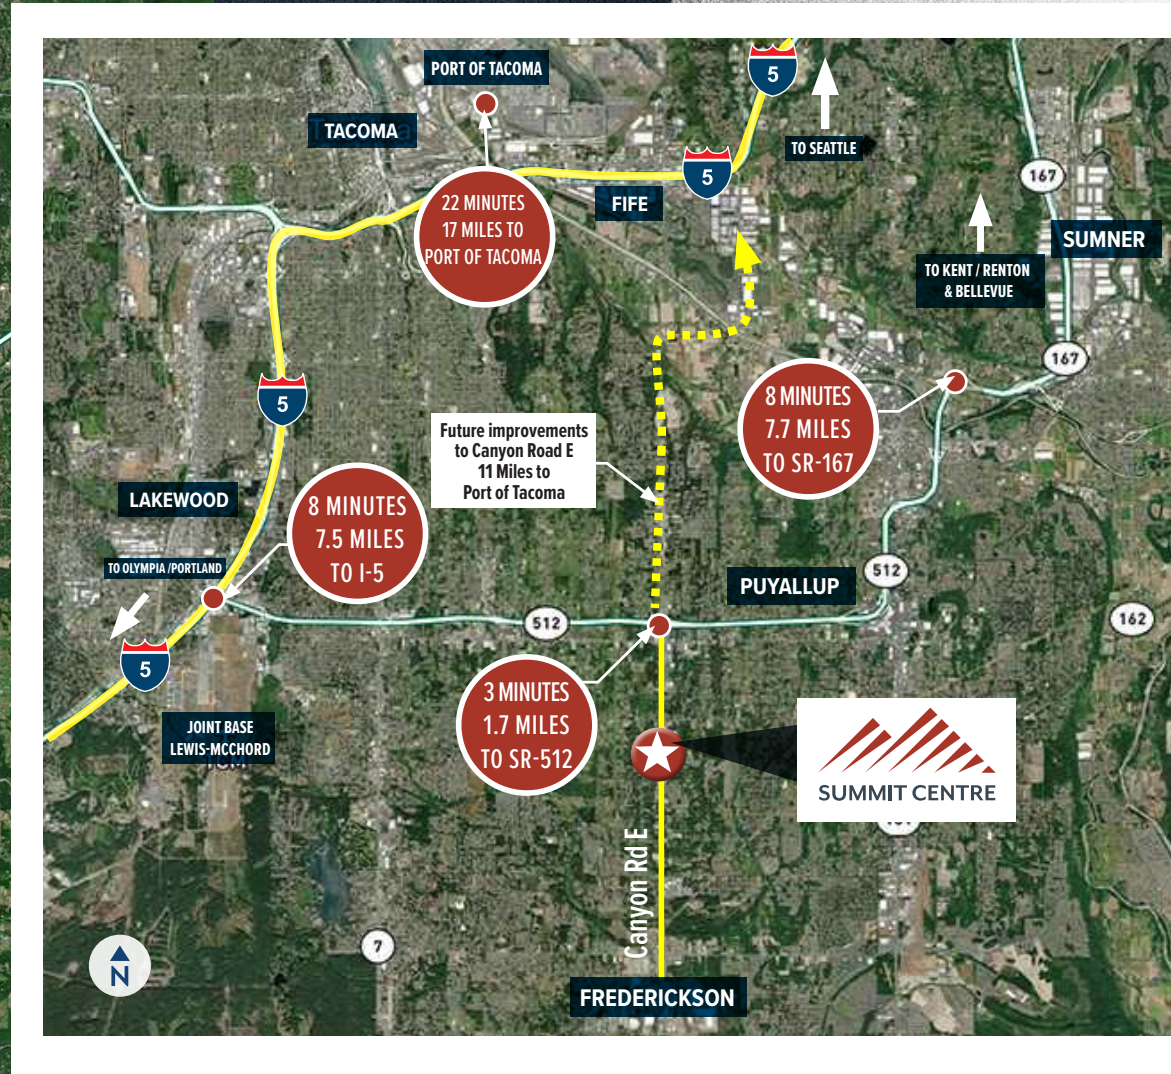 5
PORT OF TACOMA
TACOMA
TO SEATTLE
167
5
22 MINUTES
17 MILES TO
PORT OF TACOMA
FIFE
SUMNER
TO KENT / RENTON
& BELLEVUE
167
5
8 MINUTES
7.7 MILES
TO SR-167
Future improvements
to Canyon Road E
11 Miles to
Port of Tacoma
LAKEWOOD
8 MINUTES
7.5 MILES
TO I-5
TO OLYMPIA /PORTLAND
512
PUYALLUP
512
162
5
3 MINUTES
1.7 MILES
TO SR-512
JOINT BASE
LEWIS-MCCHORD
SUMMIT CENTRE
Canyon Rd E
7
N
FREDERICKSON